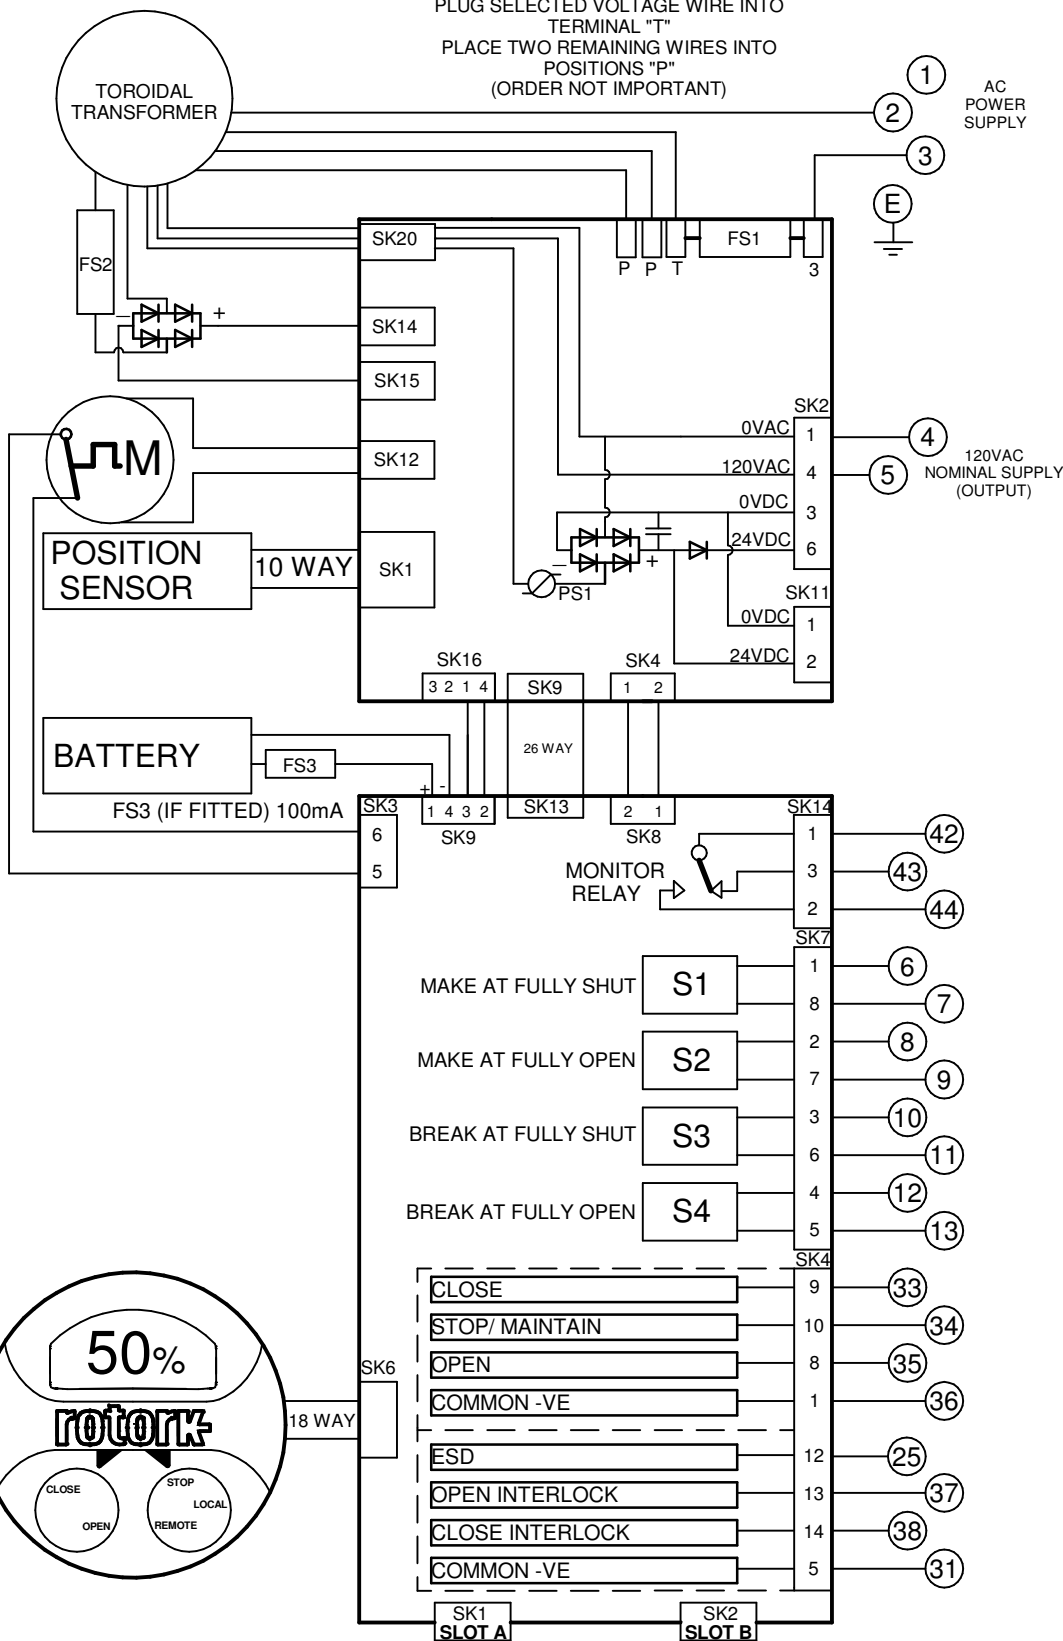 PLUG SELECTED VOLTAGE WIRE INTO
TERMINAL "T"
PLACE TWO REMAINING WIRES INTO
POSITIONS "P"
(ORDER NOT IMPORTANT)
TOROIDAL
TRANSFORMER
1
2
3
AC
POWER
SUPPLY
E
FS2
SK20
P P T
FS1
3
- +
SK14
SK15
M
SK12
SK2
0VAC 1 4
120VAC 4 5
0VDC 3
24VDC 6
120VAC
NOMINAL SUPPLY
(OUTPUT)
POSITION
SENSOR
10 WAY
SK1
- +
PS1
SK11
0VDC 1
24VDC 2
SK16
3 2 1 4
SK9
SK4
1 2
BATTERY
FS3
26 WAY
FS3 (IF FITTED) 100mA
+ -
SK3
6
5
1 4 3 2
SK9
SK13
2 1
SK8
SK14
MONITOR
RELAY
1 42
3 43
2 44
SK7
MAKE AT FULLY SHUT S1
1 6
8 7
MAKE AT FULLY OPEN S2
2 8
7 9
BREAK AT FULLY SHUT S3
3 10
6 11
BREAK AT FULLY OPEN S4
4 12
5 13
SK4
CLOSE 9 33
STOP/ MAINTAIN 10 34
OPEN 8 35
COMMON -VE 1 36
ESD 12 25
OPEN INTERLOCK 13 37
CLOSE INTERLOCK 14 38
COMMON -VE 5 31
50%
rotork
CLOSE
OPEN
STOP
LOCAL
REMOTE
18 WAY
SK6
SK1
SLOT A
SK2
SLOT B